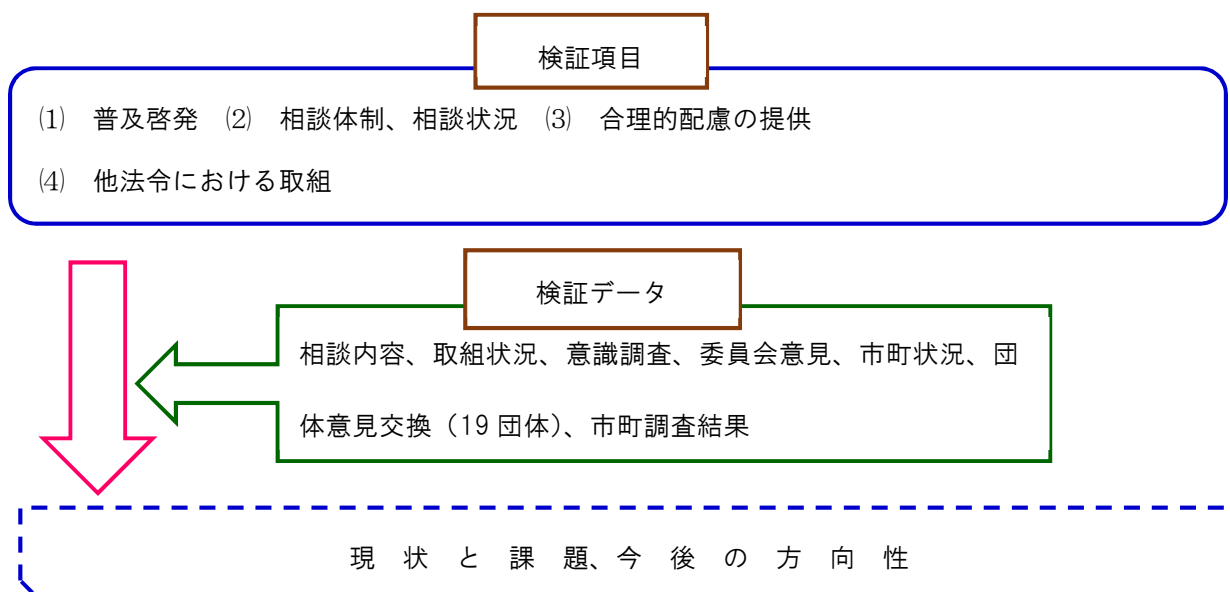 検証項目
⑴　普及啓発　⑵　相談体制、相談状況　⑶　合理的配慮の提供
⑷　他法令における取組
検証データ
相談内容、取組状況、意識調査、委員会意見、市町状況、団
体意見交換（19 団体）、市町調査結果
現　状　と　課　題、今　後　の　方　向　性